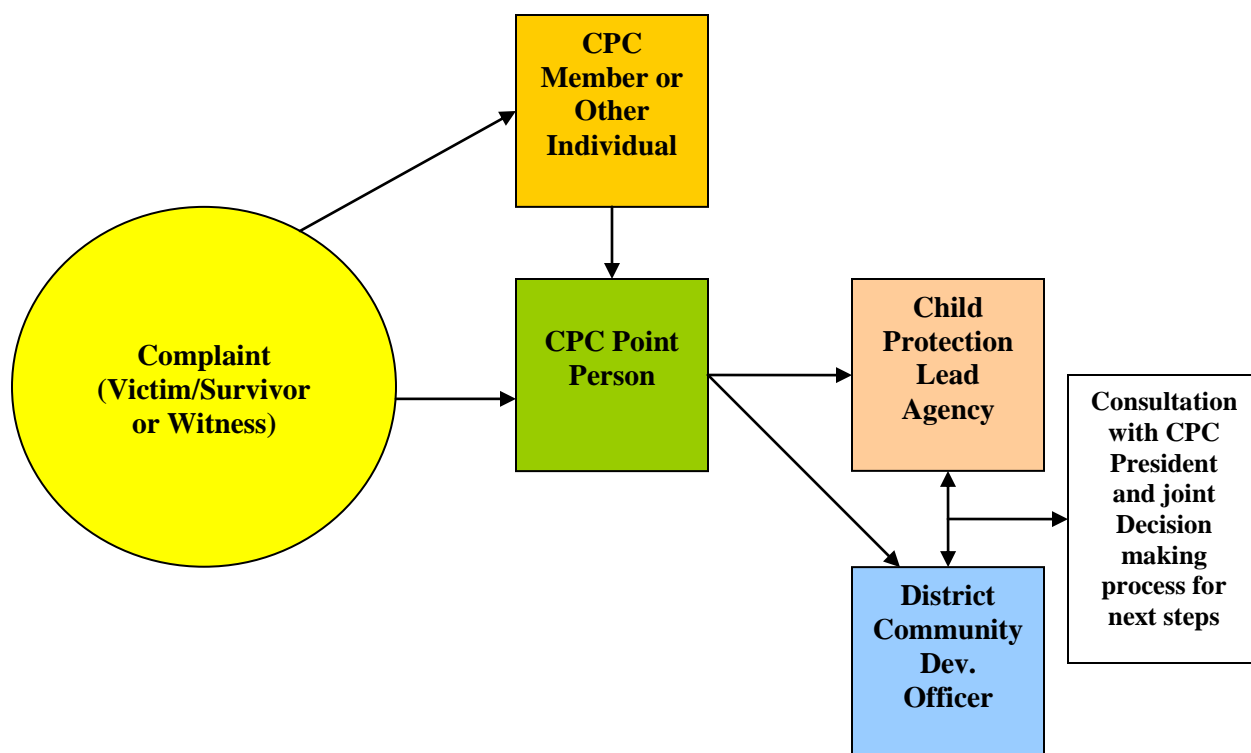 CPC
Member or
Other
Individual
Complaint
(Victim/Survivor
or Witness)
CPC Point
Person
Child
Protection
Lead
Agency
Consultation
with CPC
President
and joint
Decision
making
process for
next steps
District
Community
Dev.
Officer